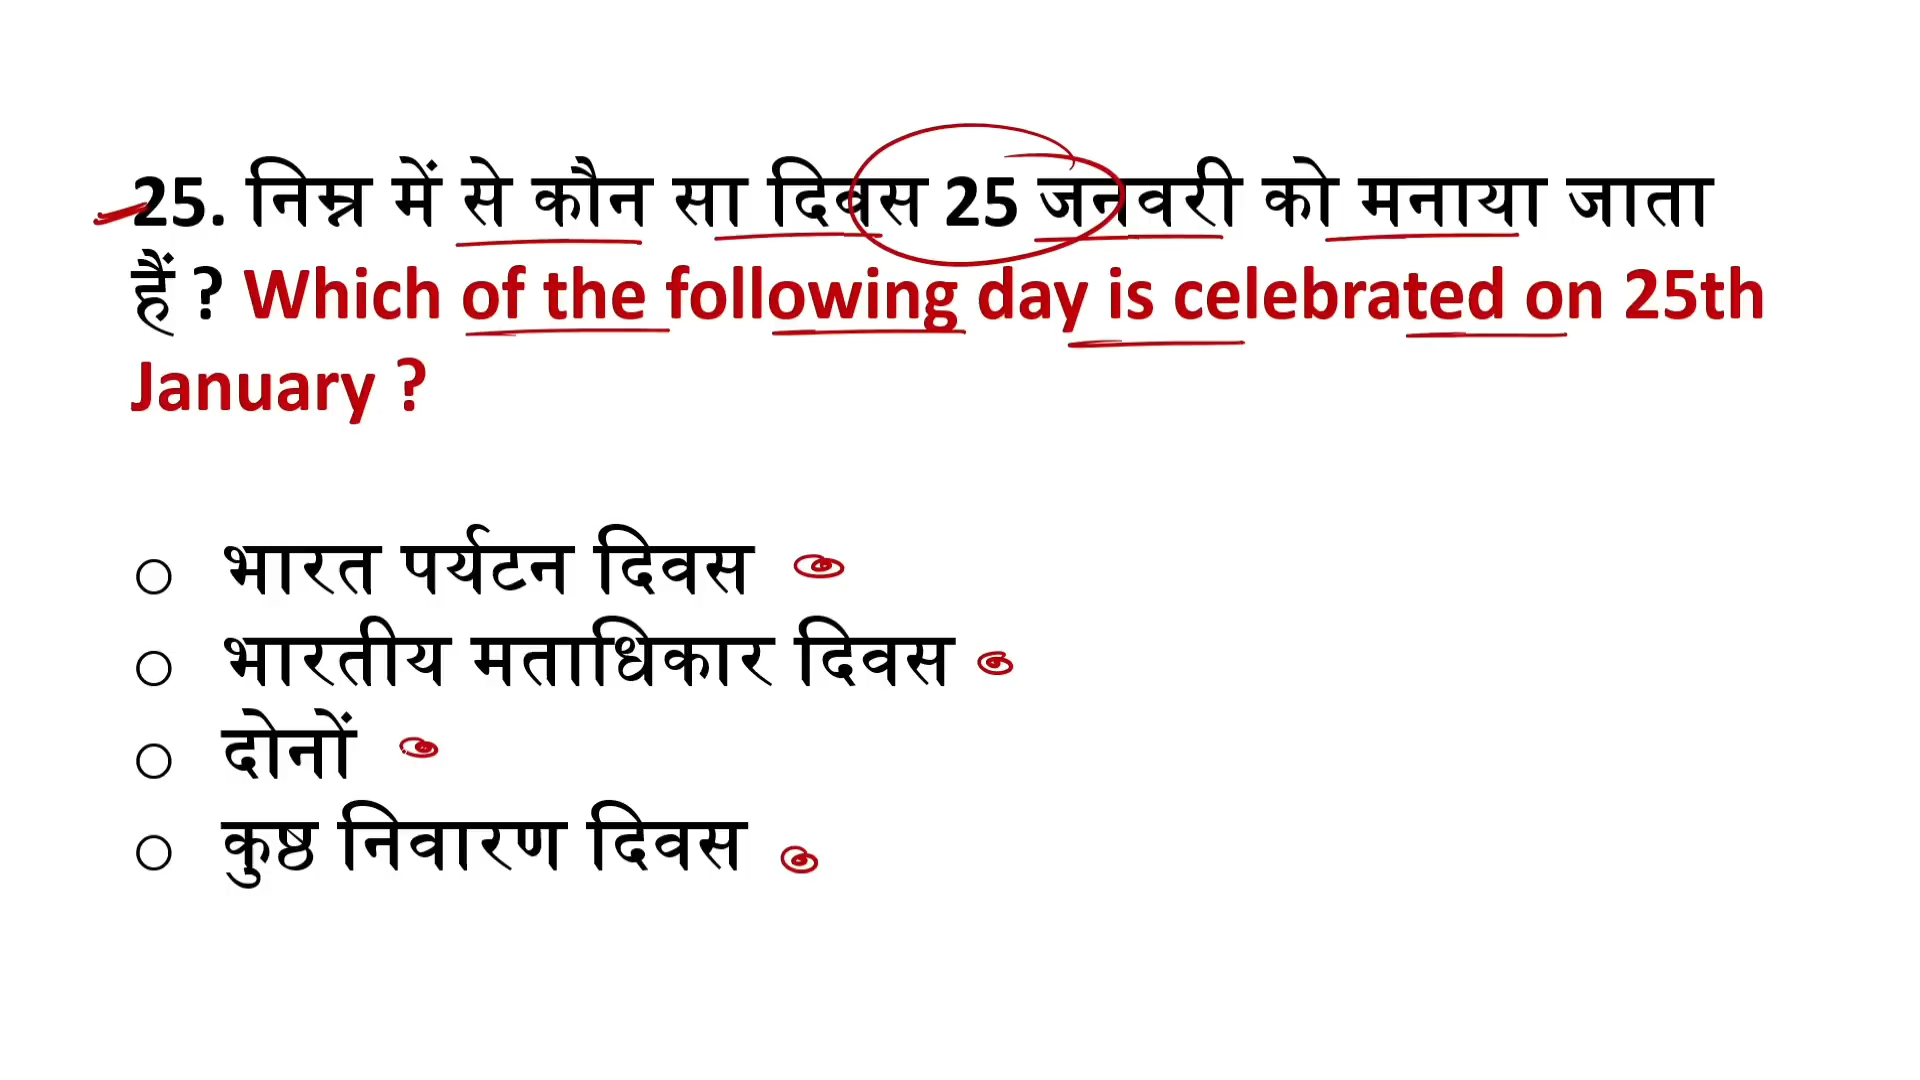 25. निम्न में से कौन सा दिवस 25 जनवरी को मनाया जाता
हैं ? Which of the following day is celebrated on 25th
January ?
भारत पर्यटन दिवस
भारतीय मताधिकार दिवस
दोनों
कुष्ठ निवारण दिवस